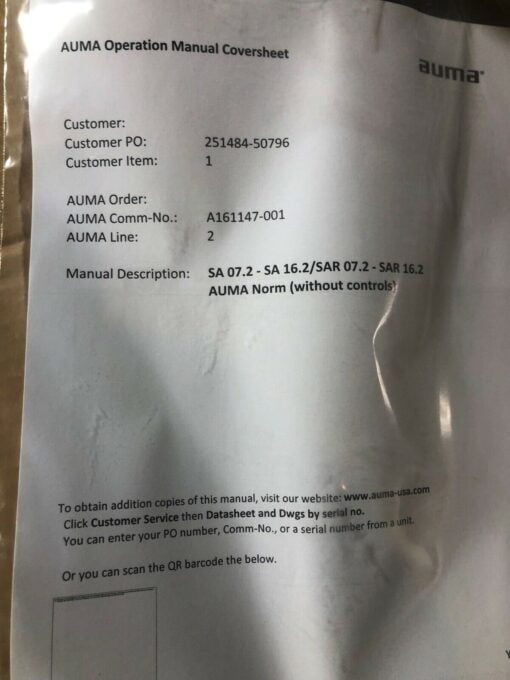 AUMA Operation Manual Coversheet
auma
Customer:
Customer PO: 251484-50796
Customer Item: 1
AUMA Order:
AUMA Comm-No.: A161147-001
AUMA Line: 2
Manual Description: SA 07.2 - SA 16.2/SAR 07.2 - SAR 16.2
AUMA Norm (without controls)
To obtain addition copies of this manual, visit our website: www.auma-usa.com
Click Customer Service then Datasheet and Dwgs by serial no.
You can enter your PO number, Comm-No., or a serial number from a unit.
Or you can scan the QR barcode the below.